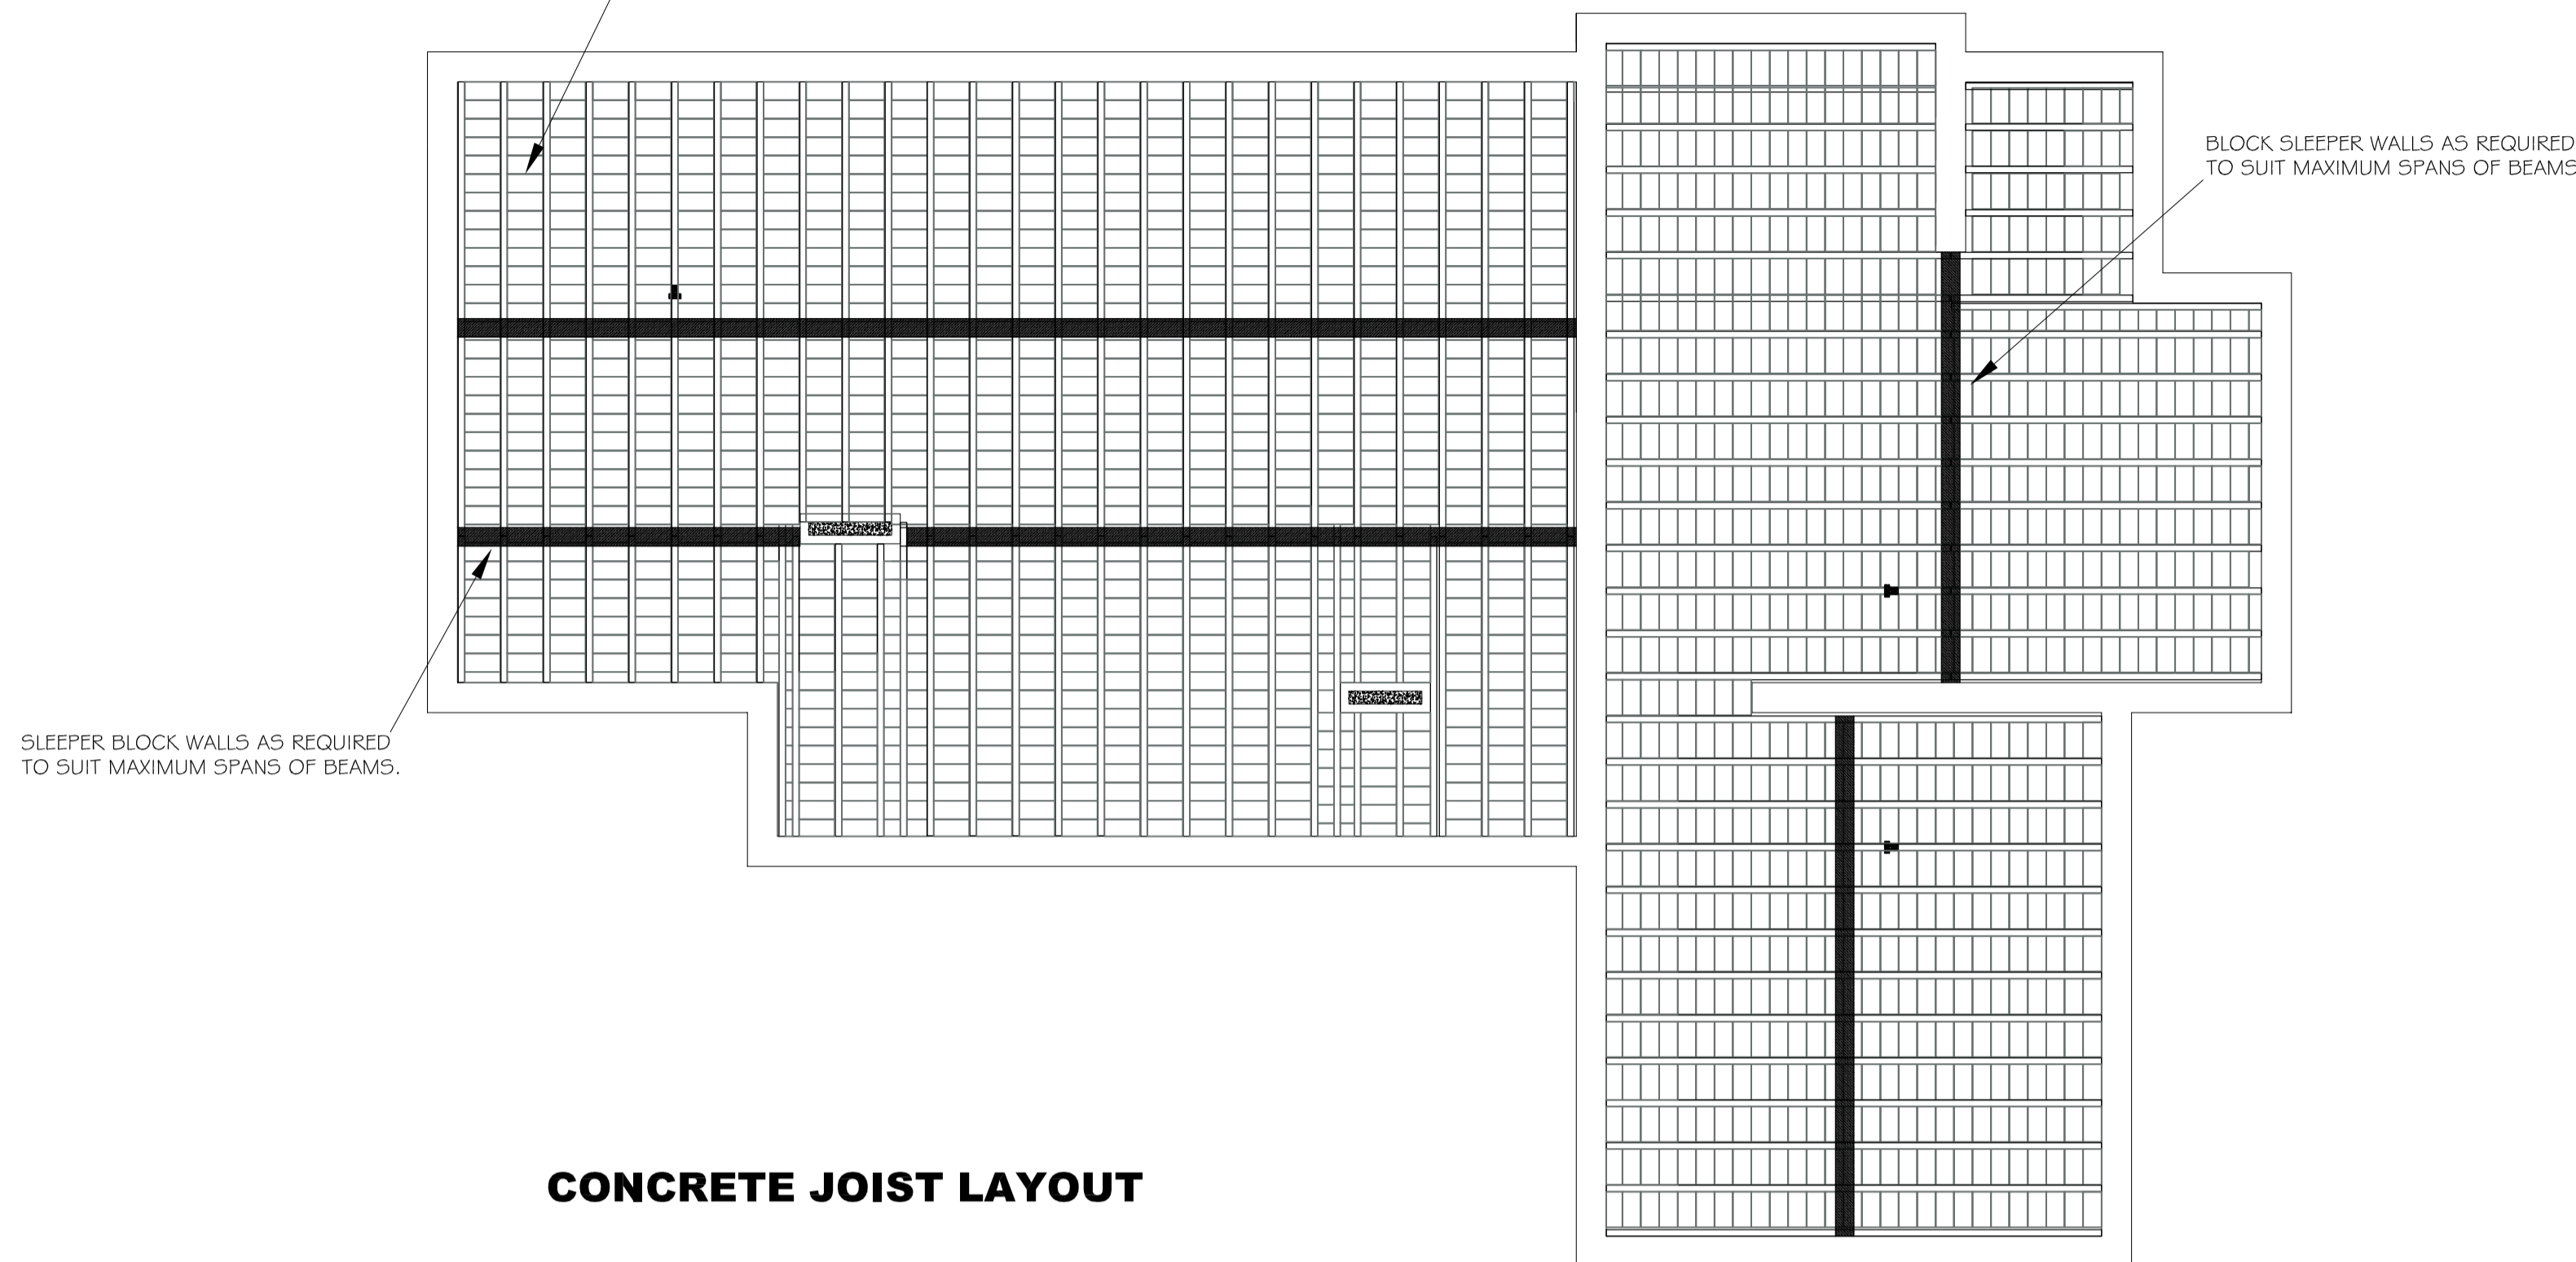 BLOCK SLEEPER WALLS AS REQUIRED
TO SUIT MAXIMUM SPANS OF BEAMS
SLEEPER BLOCK WALLS AS REQUIRED
TO SUIT MAXIMUM SPANS OF BEAMS.
CONCRETE JOIST LAYOUT